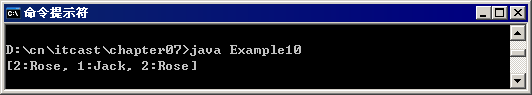 命令提示符
D:\cn\itcast\chapter07>java Example10
[2:Rose, 1:Jack, 2:Rose]